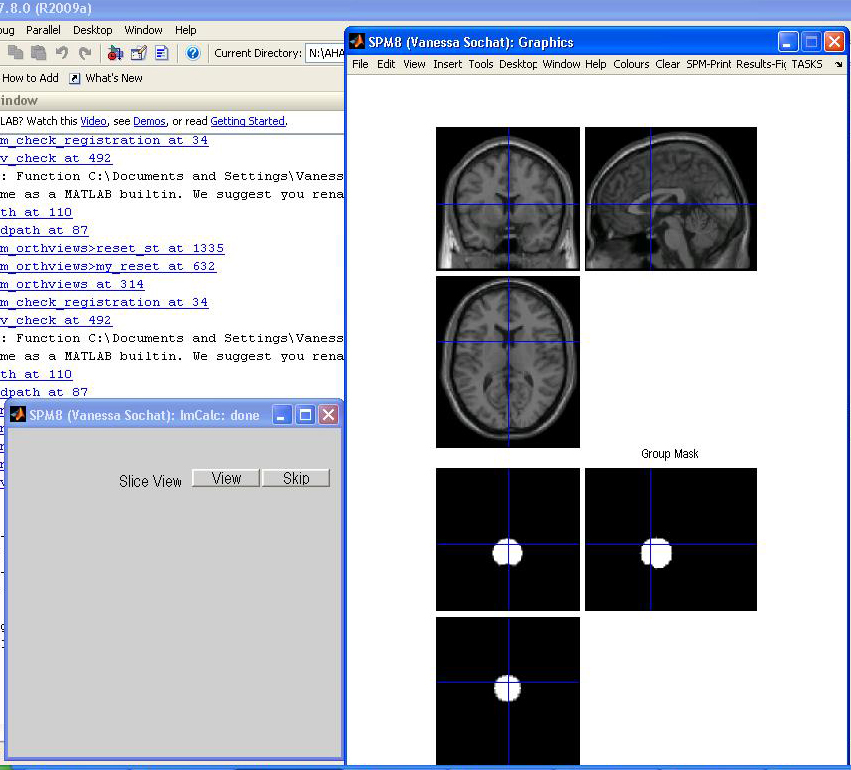 7.8.0 (R2009a)
bug Parallel Desktop Window Help
Current Directory: N:\AHA
How to Add What's New
indow
LAB? Watch this Video, see Demos, or read Getting Started.
m_check_registration at 34
v_check at 492
: Function C:\Documents and Settings\Vaness
me as a MATLAB builtin. We suggest you rena
th at 110
dpath at 87
m_orthviews>reset_st at 1335
m_orthviews>my_reset at 632
m_orthviews at 314
m_check_registration at 34
v_check at 492
: Function C:\Documents and Settings\Vaness
me as a MATLAB builtin. We suggest you rena
th at 110
dpath at 87
SPM8 (Vanessa Sochat): ImCalc: done
Slice View View Skip
SPM8 (Vanessa Sochat): Graphics
File Edit View Insert Tools Desktop Window Help Colours Clear SPM-Print Results-Fig TASKS
Group Mask